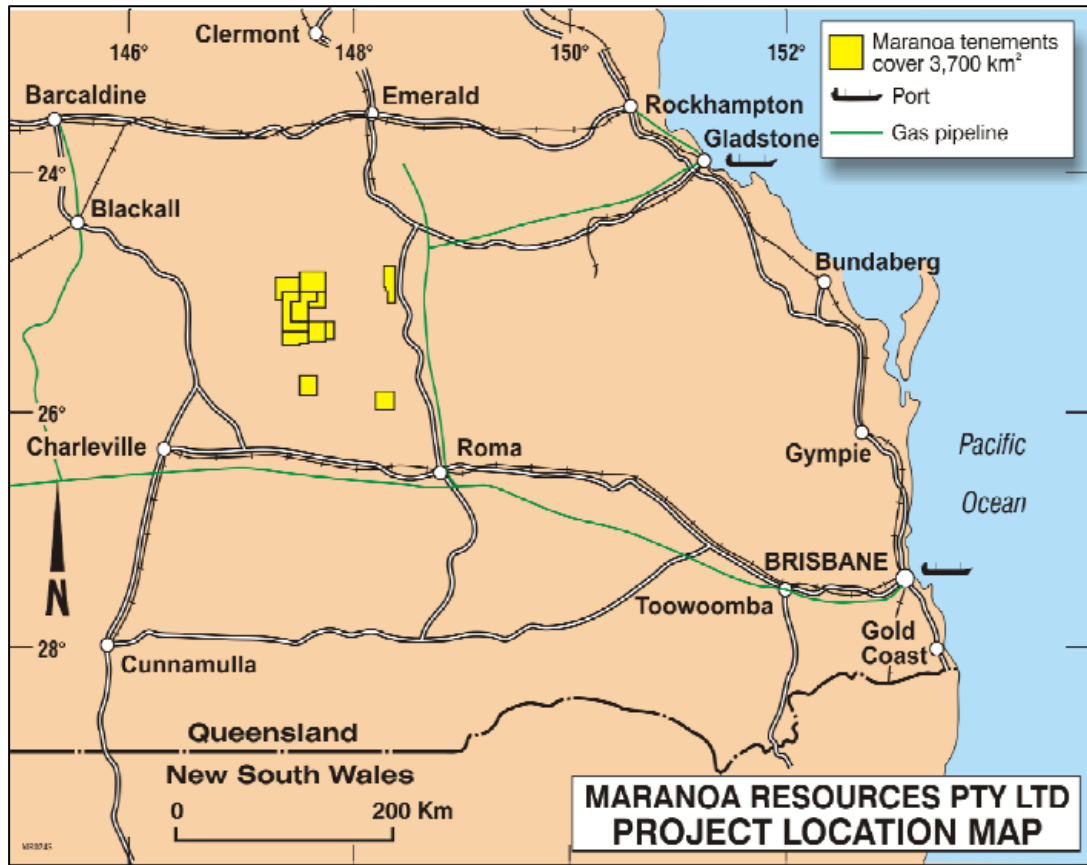 146°
148°
150°
152°
Clermont
Maranoa tenements
cover 3,700 km²
Port
Gas pipeline
Barcaldine
Emerald
Rockhampton
Gladstone
24°
Blackall
Bundaberg
26°
Charleville
Roma
Gympie
Pacific
Ocean
N
BRISBANE
Toowoomba
Gold
Coast
28°
Cunnamulla
Queensland
New South Wales
0
200 Km
MARANOA RESOURCES PTY LTD
PROJECT LOCATION MAP